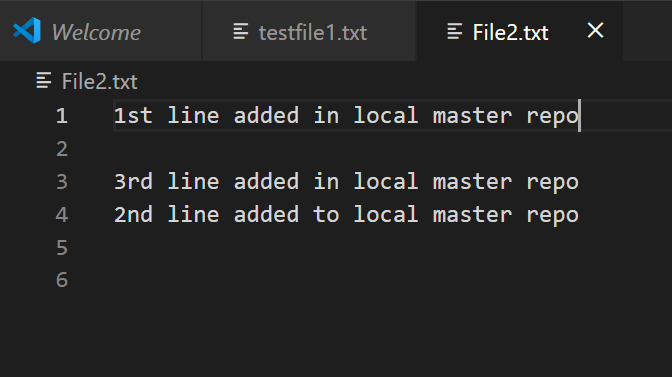 Welcome
testfile1.txt
File2.txt
File2.txt
1 1st line added in local master repo
2
3 3rd line added in local master repo
4 2nd line added to local master repo
5
6